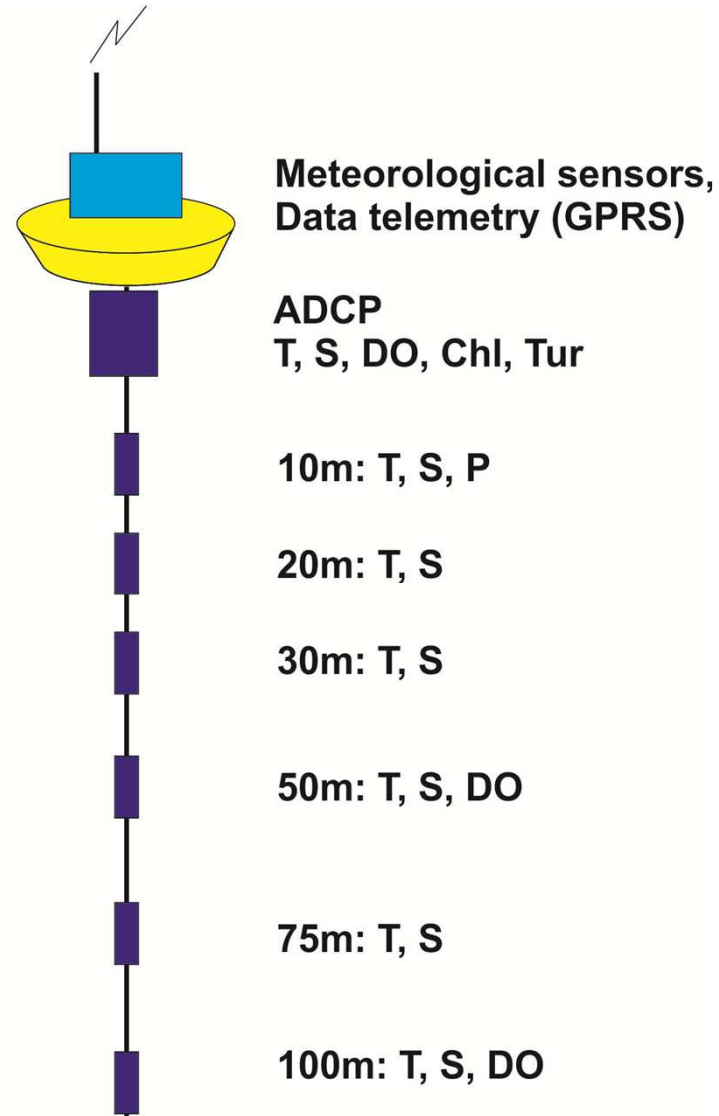 Meteorological sensors,
Data telemetry (GPRS)
ADCP
T, S, DO, Chl, Tur
10m: T, S, P
20m: T, S
30m: T, S
50m: T, S, DO
75m: T, S
100m: T, S, DO